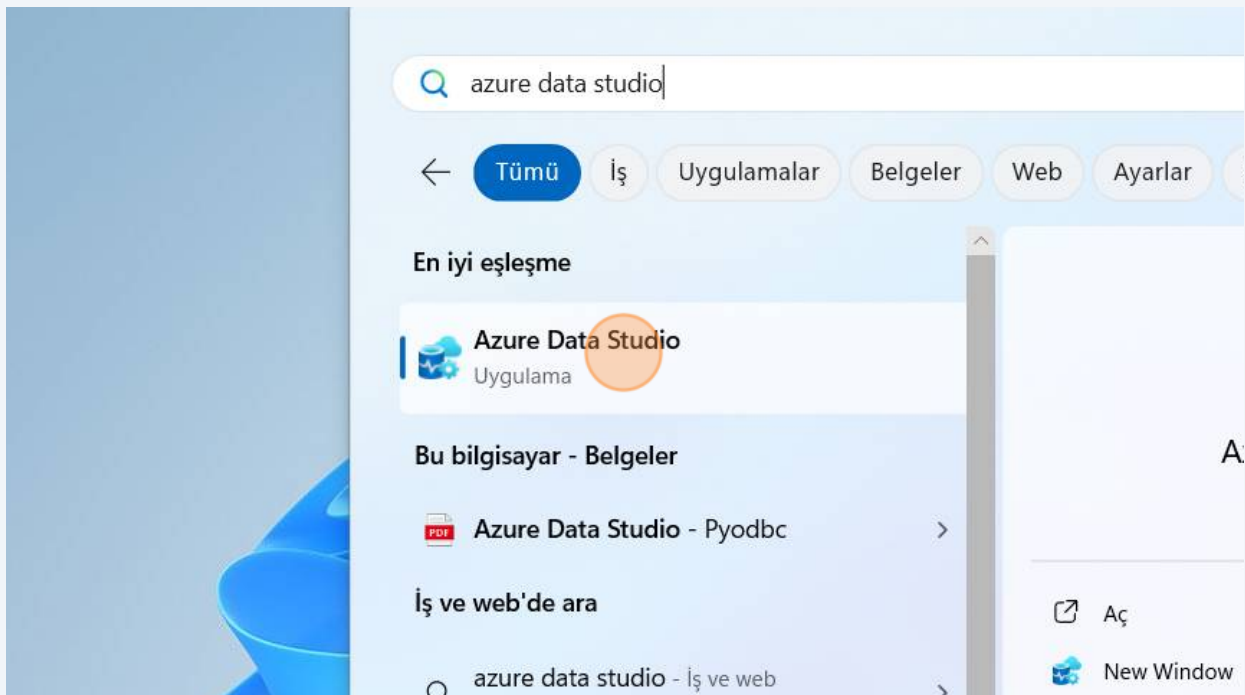 azure data studio
Tümü İş Uygulamalar Belgeler Web Ayarlar
En iyi eşleşme
Azure Data Studio
Uygulama
Bu bilgisayar - Belgeler
PDF Azure Data Studio - Pyodbc
İş ve web'de ara
azure data studio - İş ve web
Aç
New Window